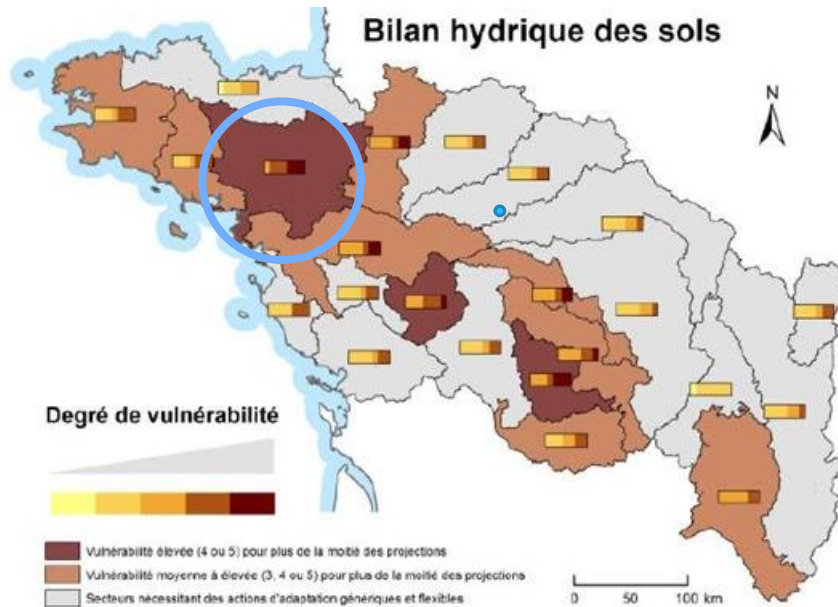 Bilan hydrique des sols
N
Degré de vulnérabilité
Vulnérabilité élevée (4 ou 5) pour plus de la moitié des projections
Vulnérabilité moyenne à élevée (3, 4 ou 5) pour plus de la moitié des projections
Secteurs nécessitant des actions d'adaptation génériques et flexibles
0 50 100 km